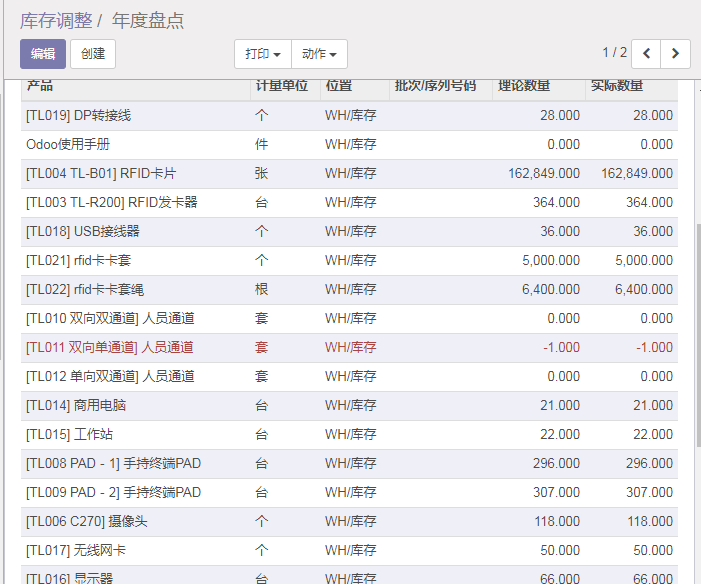 库存调整 / 年度盘点
编辑 创建 打印 动作 1 / 2
产品 计量单位 位置 批次/序列号码 理论数量 实际数量
[TL019] DP转接线 个 WH/库存 28.000 28.000
Odoo使用手册 件 WH/库存 0.000 0.000
[TL004 TL-B01] RFID卡片 张 WH/库存 162,849.000 162,849.000
[TL003 TL-R200] RFID发卡器 台 WH/库存 364.000 364.000
[TL018] USB接线器 个 WH/库存 36.000 36.000
[TL021] rfid卡卡套 个 WH/库存 5,000.000 5,000.000
[TL022] rfid卡卡套绳 根 WH/库存 6,400.000 6,400.000
[TL010 双向双通道] 人员通道 套 WH/库存 0.000 0.000
[TL011 双向单通道] 人员通道 套 WH/库存 -1.000 -1.000
[TL012 单向双通道] 人员通道 套 WH/库存 0.000 0.000
[TL014] 商用电脑 台 WH/库存 21.000 21.000
[TL015] 工作站 台 WH/库存 22.000 22.000
[TL008 PAD - 1] 手持终端PAD 台 WH/库存 296.000 296.000
[TL009 PAD - 2] 手持终端PAD 台 WH/库存 307.000 307.000
[TL006 C270] 摄像头 个 WH/库存 118.000 118.000
[TL017] 无线网卡 个 WH/库存 50.000 50.000
[TL016] 显示器 台 WH/库存 66.000 66.000